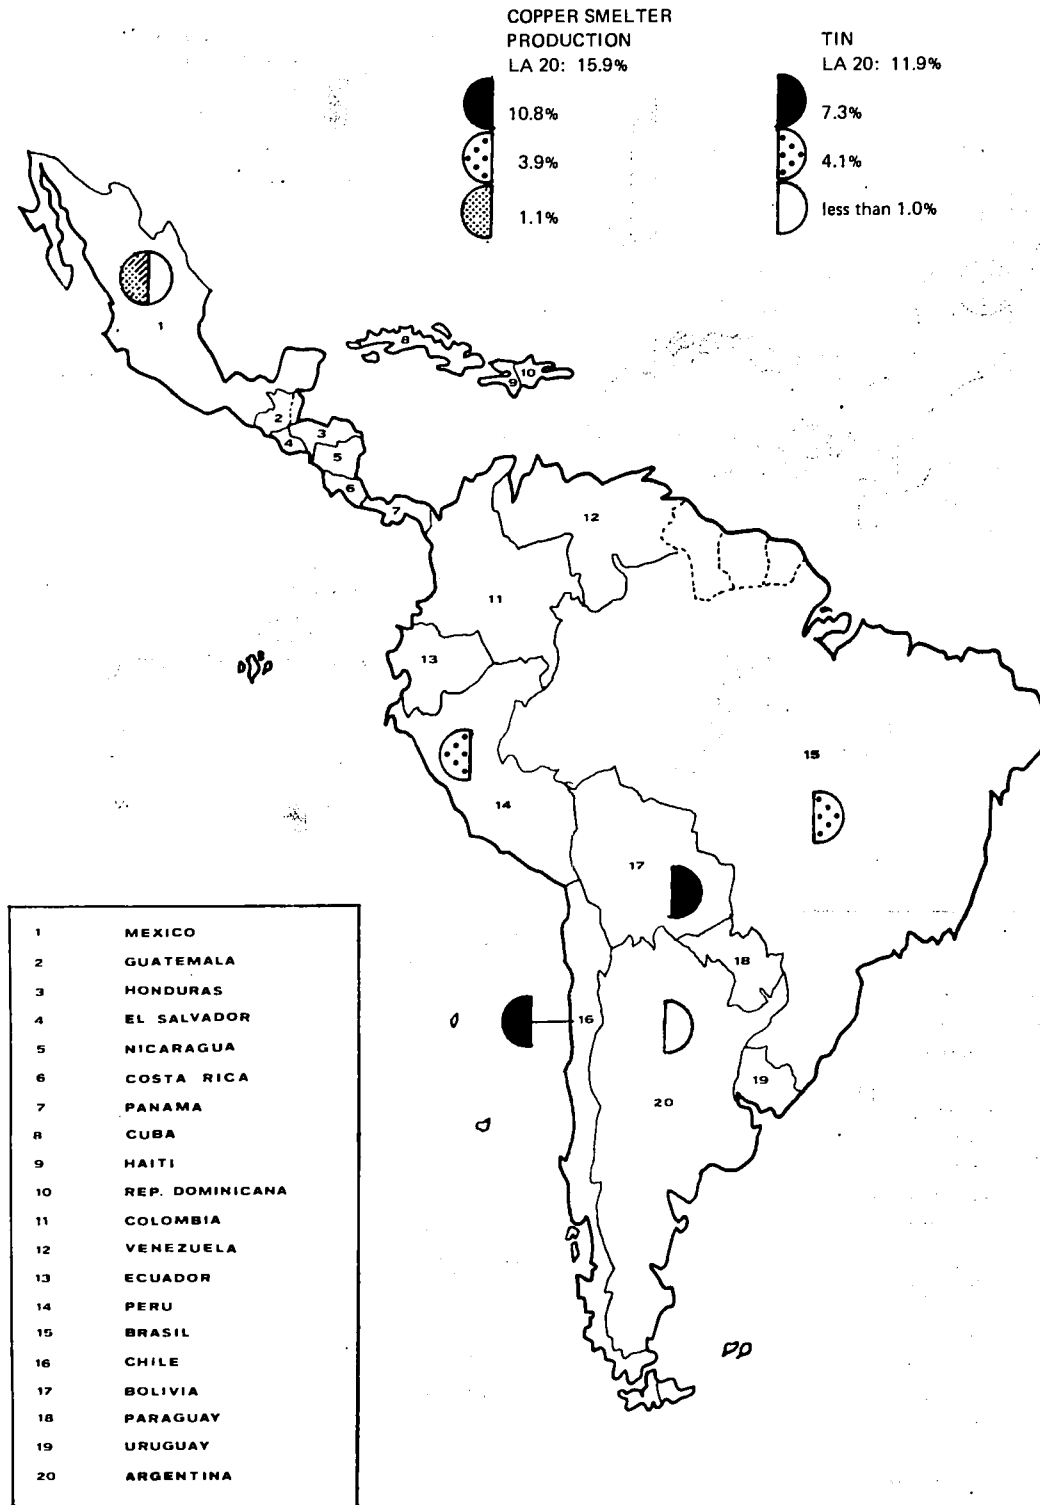 COPPER SMELTER
PRODUCTION
LA 20: 15.9%
10.8%
3.9%
1.1%
TIN
LA 20: 11.9%
7.3%
4.1%
less than 1.0%
1
8
10
9
2
3
4
5
6
7
12
11
13
15
14
17
18
16
19
20
1 MEXICO
2 GUATEMALA
3 HONDURAS
4 EL SALVADOR
5 NICARAGUA
6 COSTA RICA
7 PANAMA
8 CUBA
9 HAITI
10 REP. DOMINICANA
11 COLOMBIA
12 VENEZUELA
13 ECUADOR
14 PERU
15 BRASIL
16 CHILE
17 BOLIVIA
18 PARAGUAY
19 URUGUAY
20 ARGENTINA